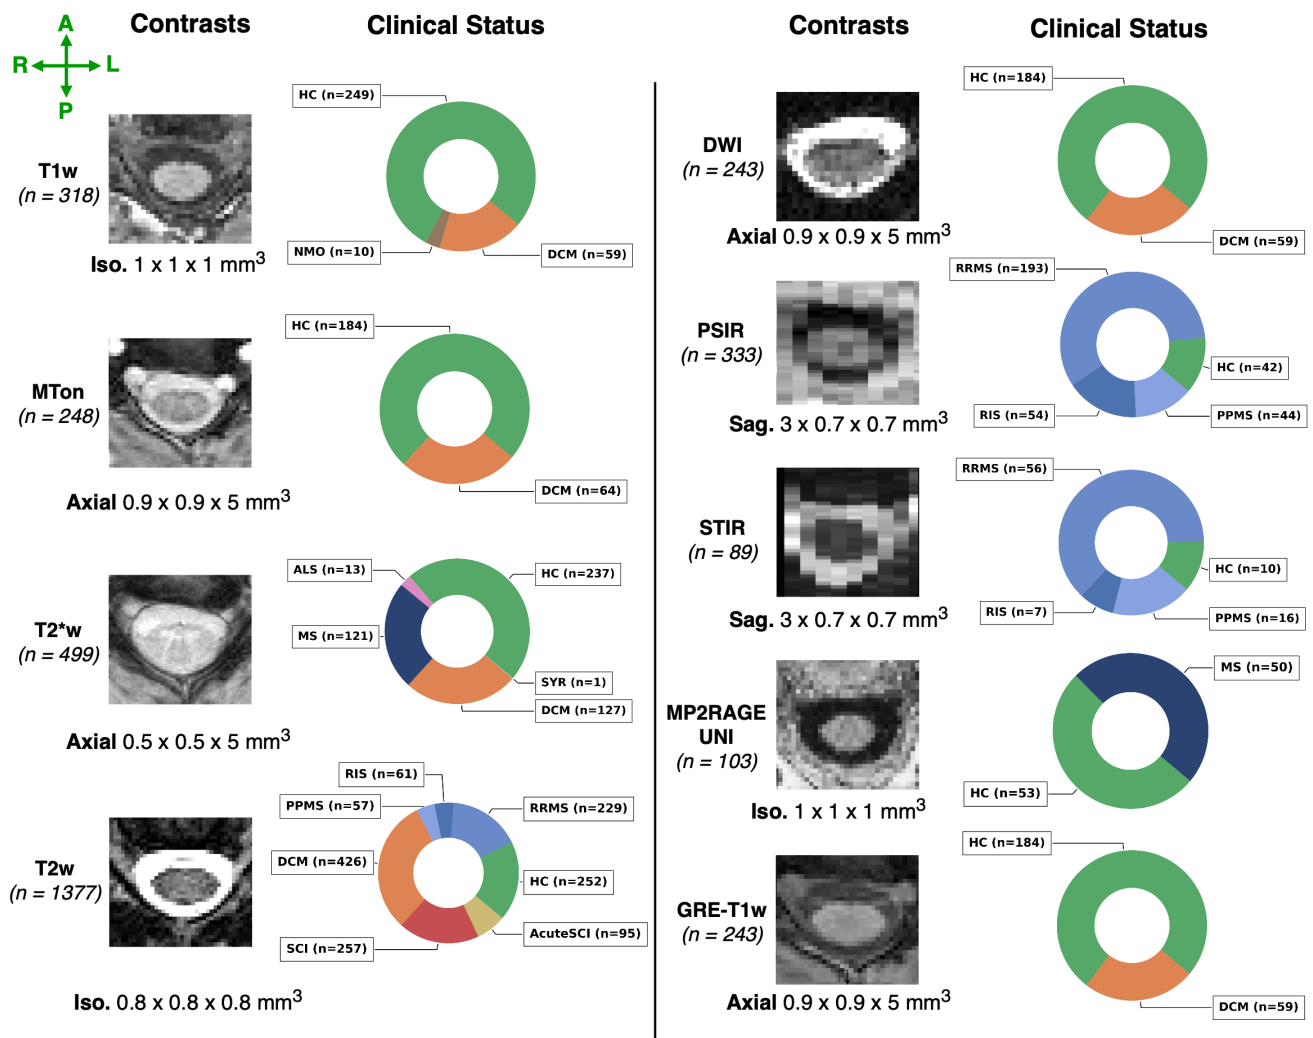 A
R L
P
Contrasts
Clinical Status
T1w
(n = 318)
Iso. 1 x 1 x 1 mm3
HC (n=249)
NMO (n=10)
DCM (n=59)
MTon
(n = 248)
Axial 0.9 x 0.9 x 5 mm3
HC (n=184)
DCM (n=64)
T2*w
(n = 499)
Axial 0.5 x 0.5 x 5 mm3
ALS (n=13)
HC (n=237)
MS (n=121)
SYR (n=1)
DCM (n=127)
T2w
(n = 1377)
Iso. 0.8 x 0.8 x 0.8 mm3
RIS (n=61)
PPMS (n=57)
RRMS (n=229)
DCM (n=426)
HC (n=252)
AcuteSCI (n=95)
SCI (n=257)
Contrasts
Clinical Status
DWI
(n = 243)
Axial 0.9 x 0.9 x 5 mm3
HC (n=184)
DCM (n=59)
PSIR
(n = 333)
Sag. 3 x 0.7 x 0.7 mm3
RRMS (n=193)
HC (n=42)
RIS (n=54)
PPMS (n=44)
STIR
(n = 89)
Sag. 3 x 0.7 x 0.7 mm3
RRMS (n=56)
HC (n=10)
RIS (n=7)
PPMS (n=16)
MP2RAGE
UNI
(n = 103)
Iso. 1 x 1 x 1 mm3
MS (n=50)
HC (n=53)
GRE-T1w
(n = 243)
Axial 0.9 x 0.9 x 5 mm3
HC (n=184)
DCM (n=59)